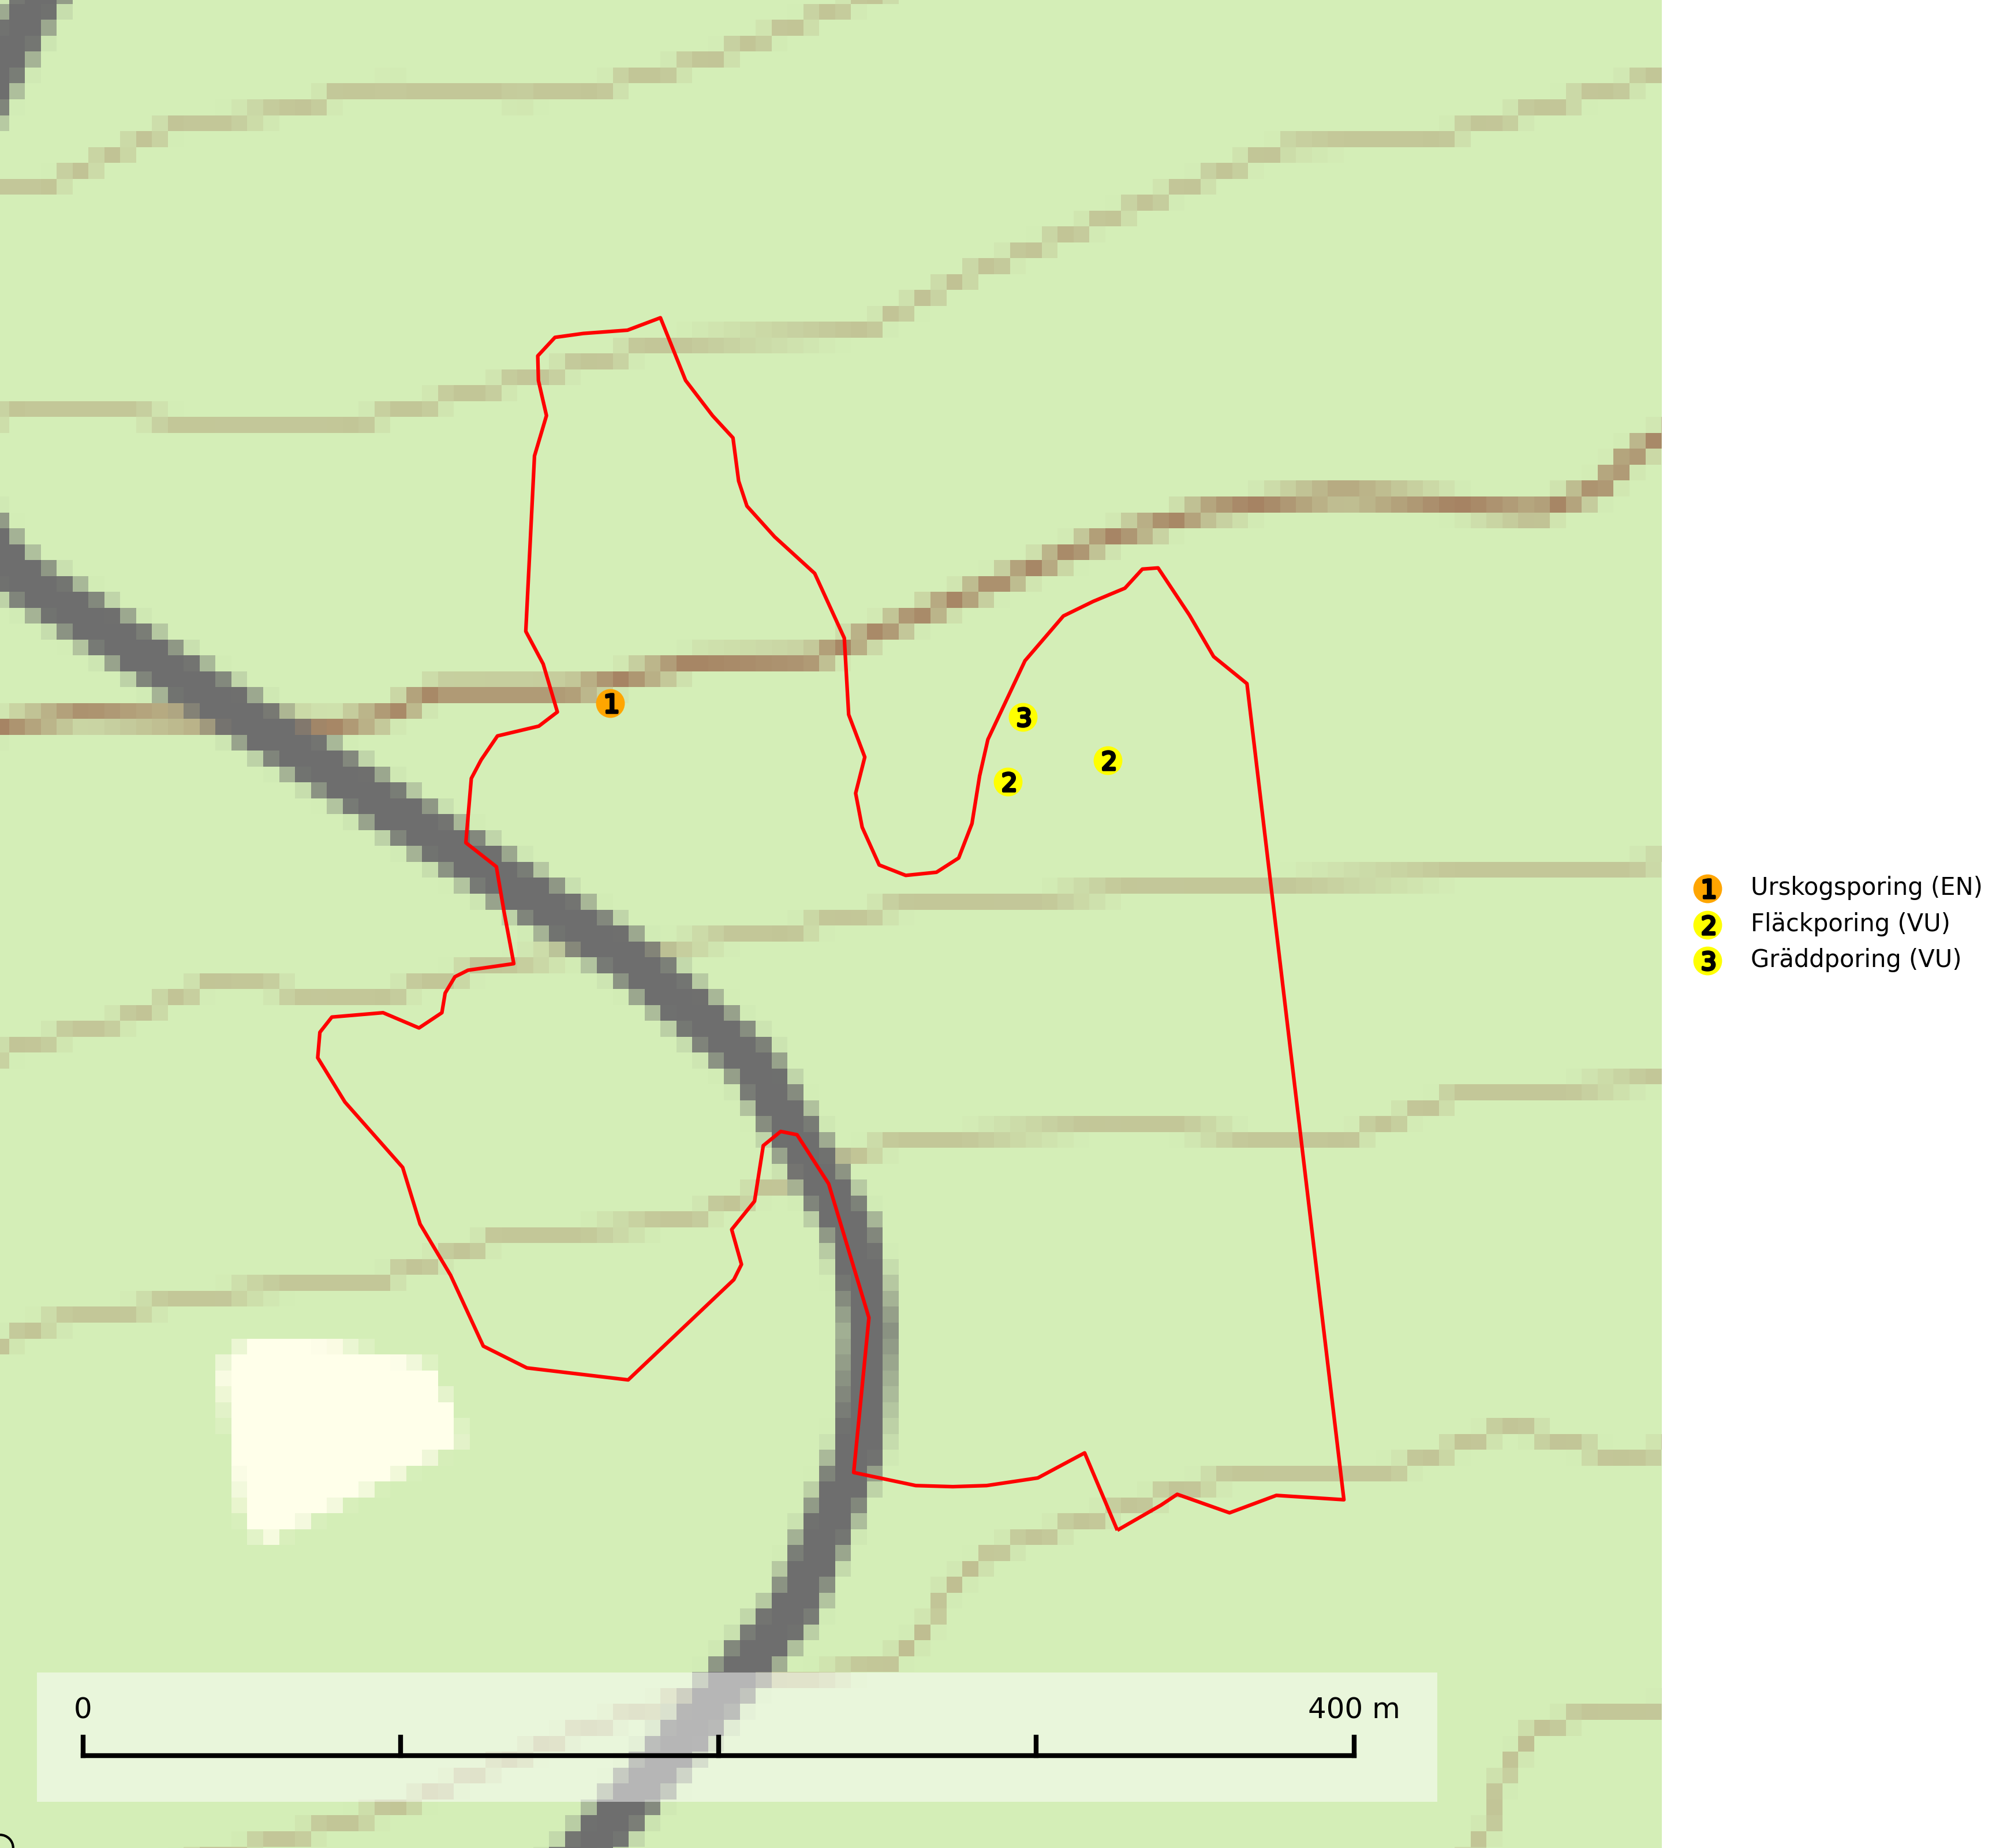 1
3
2
2
1 Urskogsporing (EN)
2 Fläckporing (VU)
3 Gräddporing (VU)
0 400 m